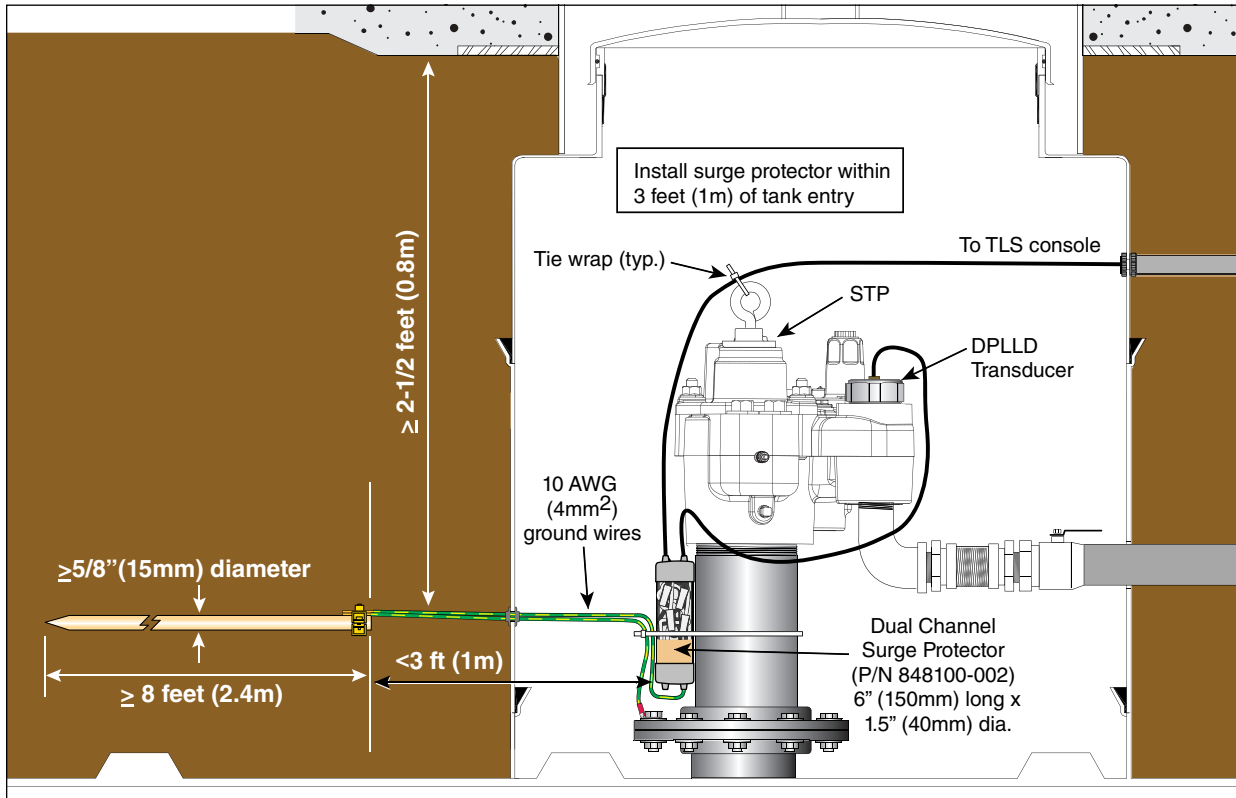 Install surge protector within
3 feet (1m) of tank entry
To TLS console
Tie wrap (typ.)
STP
DPLLD
Transducer
≥ 2-1/2 feet (0.8m)
10 AWG
(4mm²)
ground wires
≥5/8”(15mm) diameter
<3 ft (1m)
≥ 8 feet (2.4m)
Dual Channel
Surge Protector
(P/N 848100-002)
6” (150mm) long x
1.5” (40mm) dia.